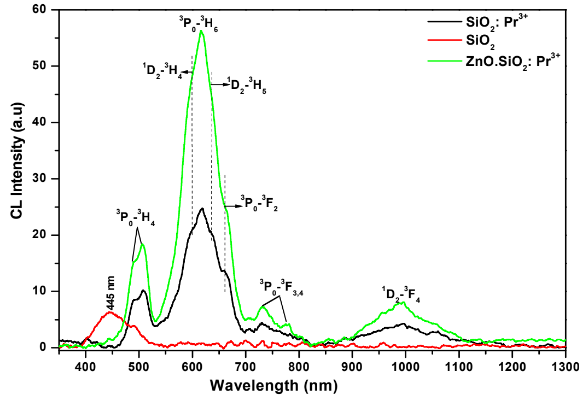 60
50
40
30
20
10
0
400 500 600 700 800 900 1000 1100 1200 1300
CL Intensity (a.u)
Wavelength (nm)
SiO₂: Pr³⁺
SiO₂
ZnO.SiO₂: Pr³⁺
³P₀-³H₆
¹D₂-³H₄
¹D₂-³H₅
³P₀-³F₂
³P₀-³H₄
445 nm
³P₀-³F₃,₄
¹D₂-³F₄